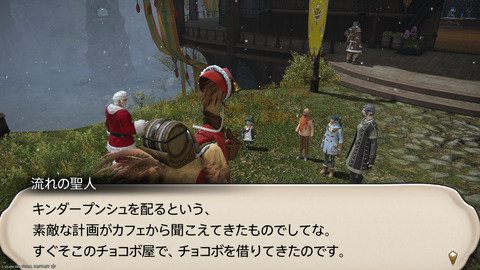 流れの聖人
キンダープンシュを配るという、
素敵な計画がカフェから聞こえてきたものでしてな。
すぐそこのチョコボ屋で、チョコボを借りてきたのです。